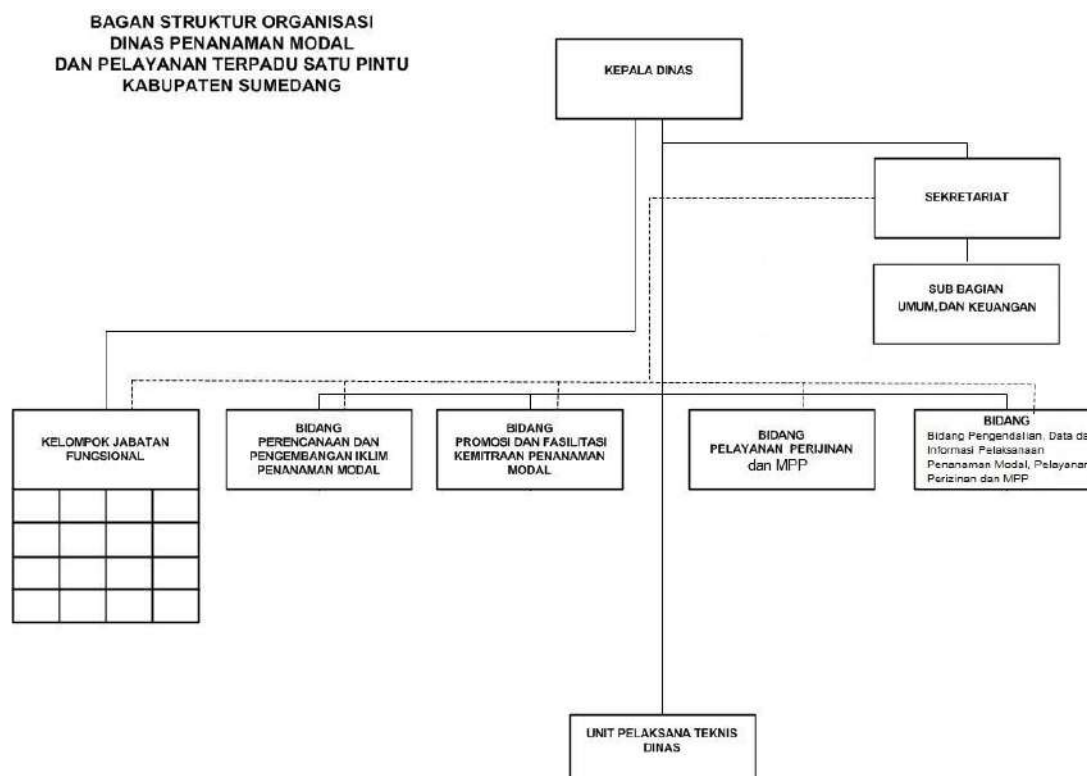 BAGAN STRUKTUR ORGANISASI
DINAS PENANAMAN MODAL
DAN PELAYANAN TERPADU SATU PINTU
KABUPATEN SUMEDANG
KEPALA DINAS
SEKRETARIAT
SUB BAGIAN
UMUM, DAN KEUANGAN
KELOMPOK JABATAN
FUNGSIONAL
BIDANG
PERENCANAAN DAN
PENGEMBANGAN IKLIM
PENANAMAN MODAL
BIDANG
PROMOSI DAN FASILITASI
KEMITRAAN PENANAMAN
MODAL
BIDANG
PELAYANAN PERIJINAN
dan MPP
BIDANG
Bidang Pengendalian, Data da
Informasi Pelaksanaan
Penanaman Modal, Pelayanan
Perizinan dan MPP
UNIT PELAKSANA TEKNIS
DINAS